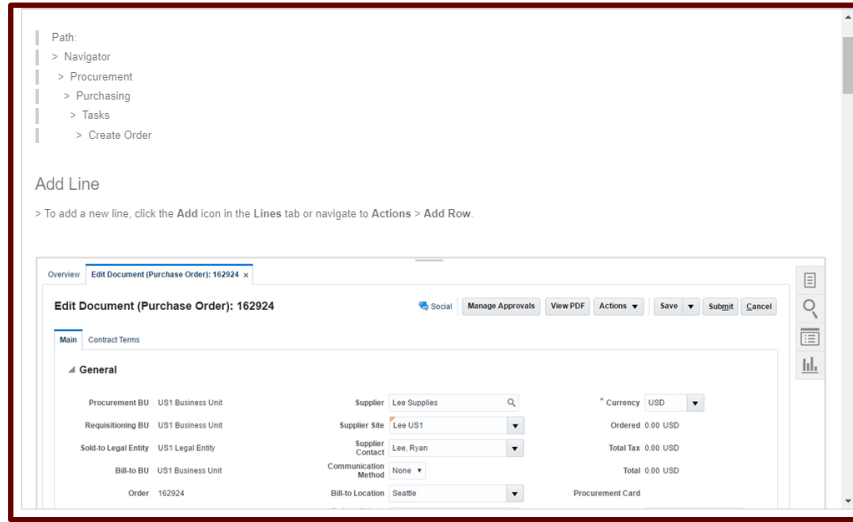 Path:
> Navigator
> Procurement
> Purchasing
> Tasks
> Create Order
Add Line
> To add a new line, click the Add icon in the Lines tab or navigate to Actions > Add Row.
Overview Edit Document (Purchase Order): 162924 x
Edit Document (Purchase Order): 162924 Social Manage Approvals View PDF Actions Save Submit Cancel
Main Contract Terms
General
Procurement BU US1 Business Unit Supplier Lee Supplies * Currency USD
Requisitioning BU US1 Business Unit Supplier Site Lee US1 Ordered 0.00 USD
Sold-to Legal Entity US1 Legal Entity Supplier Contact Lee, Ryan Total Tax 0.00 USD
Bill-to BU US1 Business Unit Communication Method None Total 0.00 USD
Order 162924 Bill-to Location Seattle Procurement Card